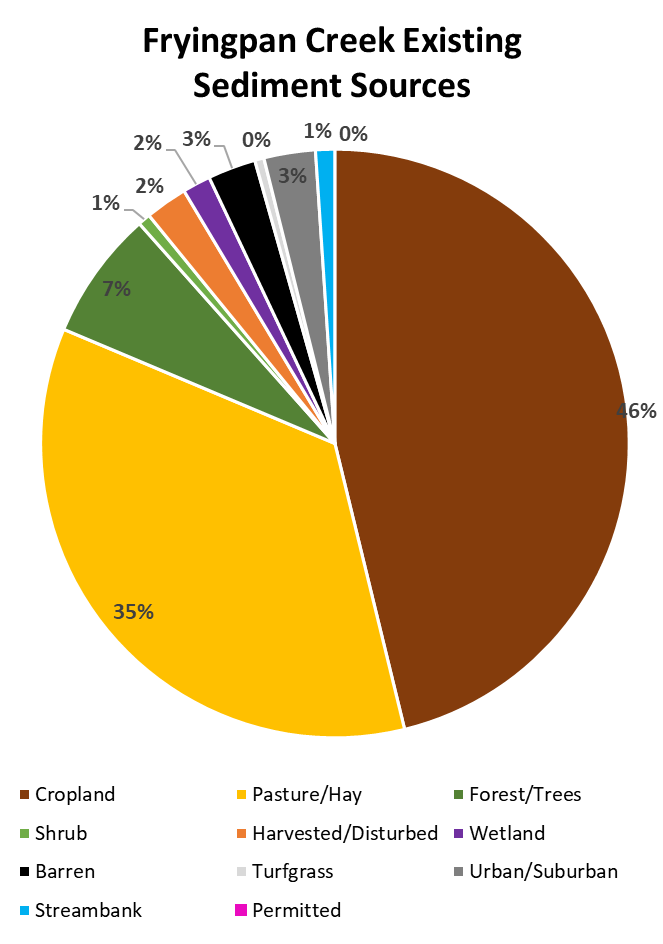 Fryingpan Creek Existing
Sediment Sources
2% 3% 0% 1% 0%
1% 2% 3%
7%
46%
35%
Cropland Pasture/Hay Forest/Trees
Shrub Harvested/Disturbed Wetland
Barren Turfgrass Urban/Suburban
Streambank Permitted